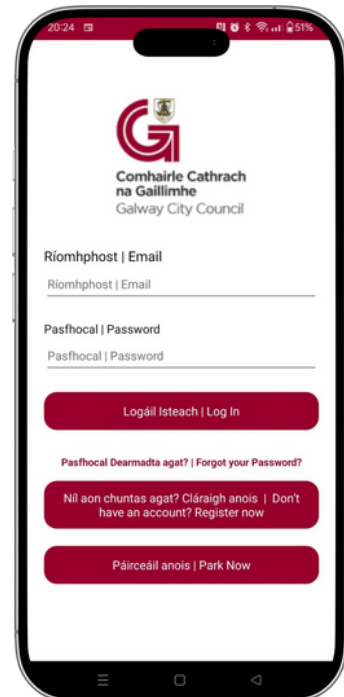 20:24 51%
Comhairle Cathrach
na Gaillimhe
Galway City Council
Ríomhphost | Email
Ríomhphost | Email
Pasfhocal | Password
Pasfhocal | Password
Logáil Isteach | Log In
Pasfhocal Dearmadta agat? | Forgot your Password?
Níl aon chuntas agat? Cláraigh anois | Don't
have an account? Register now
Páirceáil anois | Park Now